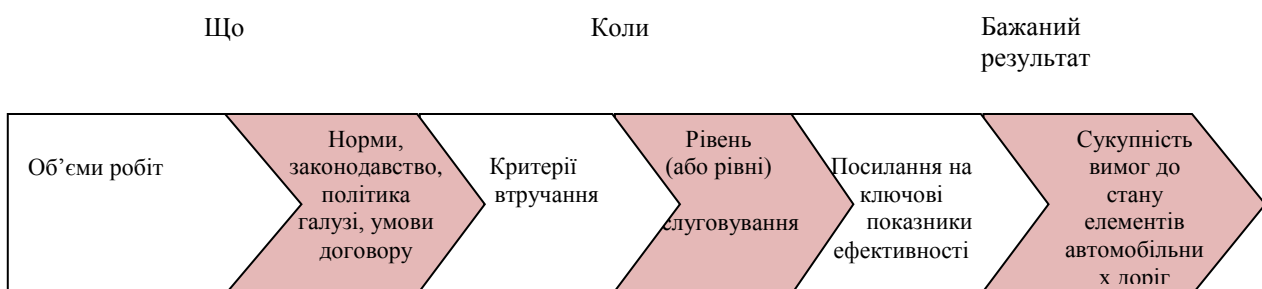 Що
Коли
Бажаний
результат
Об’єми робіт
Норми,
законодавство,
політика
галузі, умови
договору
Критерії
втручання
Рівень
(або рівні)
слуговування
Посилання на
ключові
показники
ефективності
Сукупність
вимог до
стану
елементів
автомобільни
х доріг